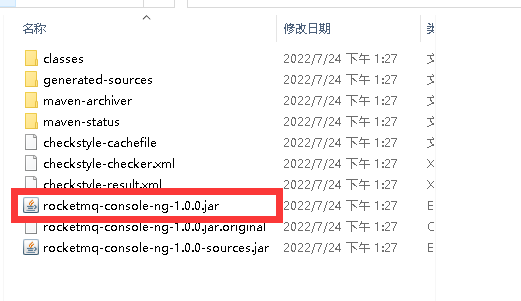 名称 修改日期 类
classes 2022/7/24 下午 1:27 文
generated-sources 2022/7/24 下午 1:27 文
maven-archiver 2022/7/24 下午 1:27 文
maven-status 2022/7/24 下午 1:27 文
checkstyle-cachefile 2022/7/24 下午 1:27 文
checkstyle-checker.xml 2022/7/24 下午 1:27 X
checkstyle-result.xml 2022/7/24 下午 1:27 X
rocketmq-console-ng-1.0.0.jar 2022/7/24 下午 1:27 E
rocketmq-console-ng-1.0.0.jar.original 2022/7/24 下午 1:27 C
rocketmq-console-ng-1.0.0-sources.jar 2022/7/24 下午 1:27 E